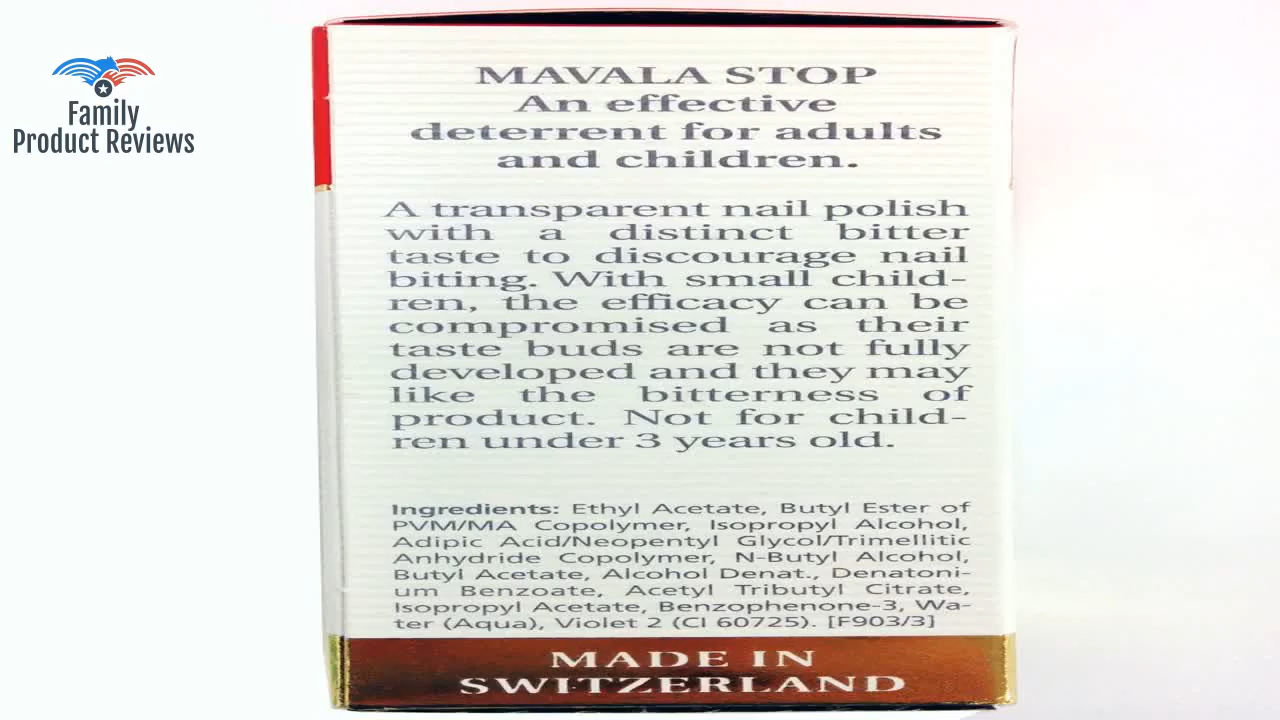 Family
Product Reviews
MAVALA STOP
An effective
deterrent for adults
and children.
A transparent nail polish
with a distinct bitter
taste to discourage nail
biting. With small child-
ren, the efficacy can be
compromised as their
taste buds are not fully
developed and they may
like the bitterness of
product. Not for child-
ren under 3 years old.
Ingredients: Ethyl Acetate, Butyl Ester of
PVM/MA Copolymer, Isopropyl Alcohol,
Adipic Acid/Neopentyl Glycol/Trimellitic
Anhydride Copolymer, N-Butyl Alcohol,
Butyl Acetate, Alcohol Denat., Denatoni-
um Benzoate, Acetyl Tributyl Citrate,
Isopropyl Acetate, Benzophenone-3, Wa-
ter (Aqua), Violet 2 (CI 60725). [F903/3]
MADE IN
SWITZERLAND